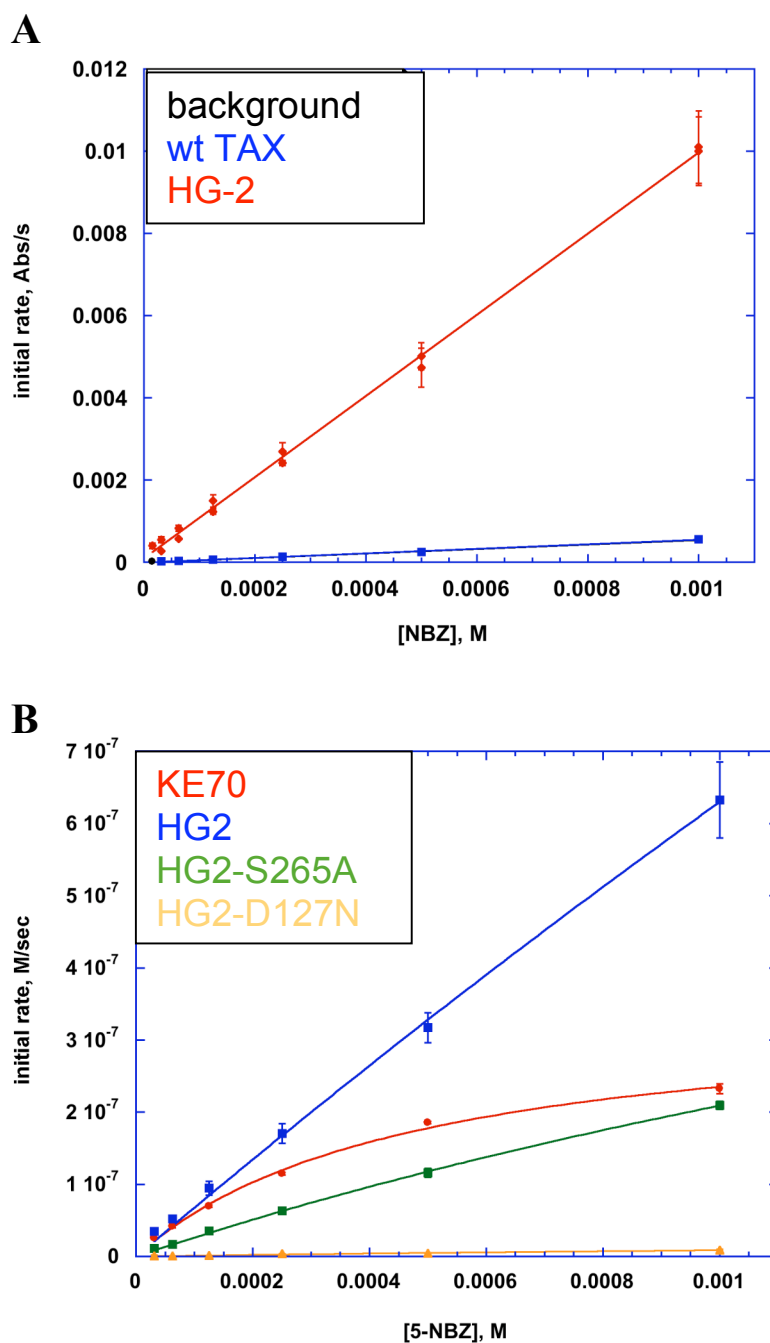 A
0.012
background
wt TAX
HG-2
0.01
0.008
0.006
0.004
0.002
0
initial rate, Abs/s
0 0.0002 0.0004 0.0006 0.0008 0.001
[NBZ], M
B
7 10-7
KE70
HG2
HG2-S265A
HG2-D127N
6 10-7
5 10-7
4 10-7
3 10-7
2 10-7
1 10-7
0
initial rate, M/sec
0 0.0002 0.0004 0.0006 0.0008 0.001
[5-NBZ], M